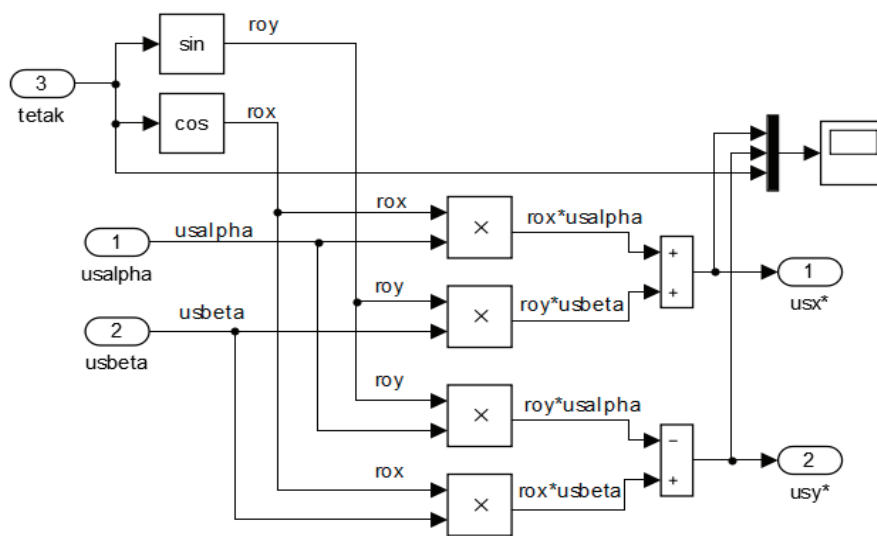 roy
sin
3
tetak
rox
cos
rox
rox*usalpha
usalpha
×
+
1
usalpha
+
1
usx*
roy
roy*usbeta
usbeta
×
2
usbeta
roy
roy*usalpha
×
−
+
2
usy*
rox
rox*usbeta
×